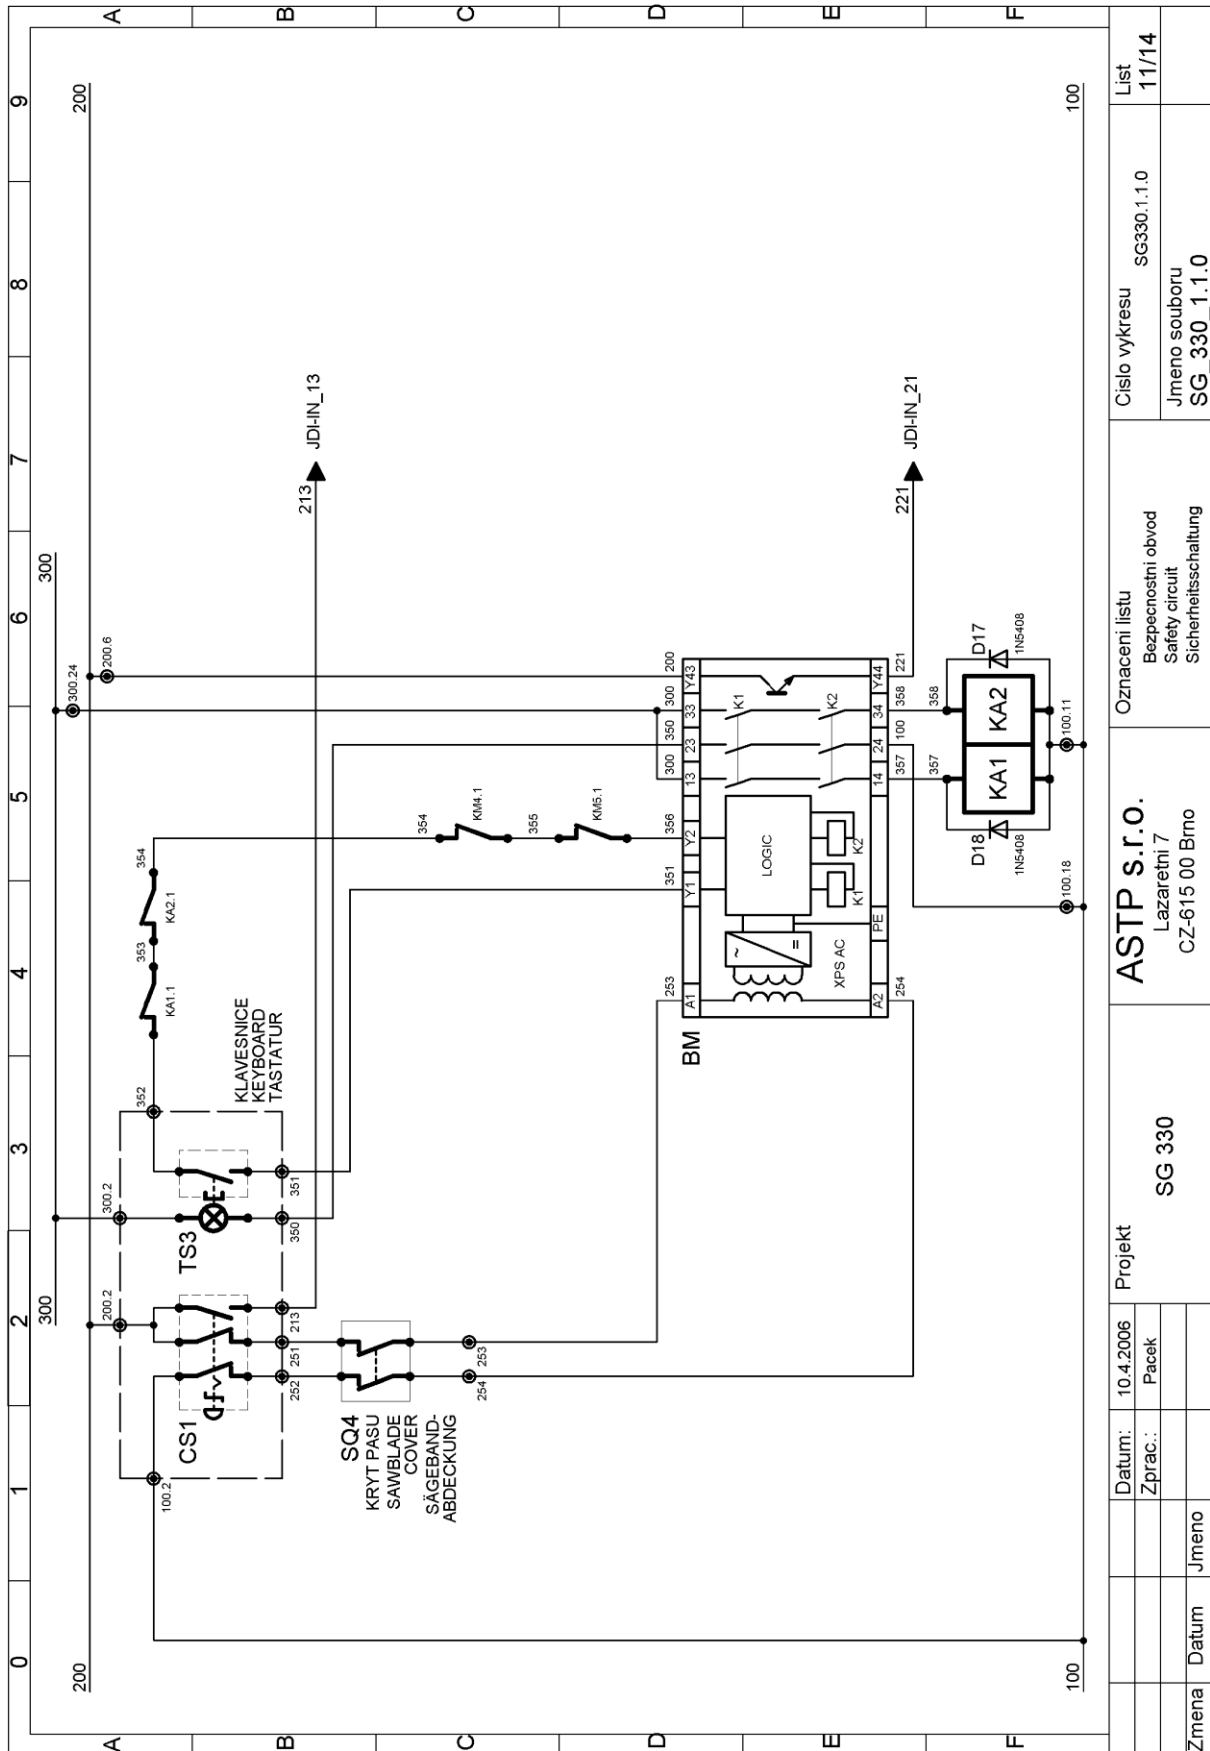 0 1 2 3 4 5 6 7 8 9
A B C D E F
200 200
300 300
300.24
200.6
200.2
300.2
352
KA1.1
353
KA2.1
354
100.2
CS1
TS3
KLAVESNICE
KEYBOARD
TASTATUR
252
251
213
350
351
213
JDI-IN_13
SQ4
KRYT PASU
SAWBLADE
COVER
SÄGEBAND-
ABDECKUNG
254
253
354
KM4.1
355
KM5.1
253
351
356
300
350
300
200
BM
A1
Y1
Y2
13
23
33
Y43
~
=
LOGIC
K1
K2
K1
K2
XPS AC
A2
PE
14
24
34
Y44
254
357
100
358
221
221
JDI-IN_21
357
358
D18
1N5408
KA1
KA2
D17
1N5408
100.18
100.11
100 100
A B C D E F
Zmena
Datum
Jmeno
Datum:
10.4.2006
Zprac.:
Pacek
Projekt
SG 330
ASTP s.r.o.
Lazaretni 7
CZ-615 00 Brno
Oznaceni listu
Bezpecnostni obvod
Safety circuit
Sicherheitsschaltung
Cislo vykresu
SG330.1.1.0
Jmeno souboru
SG_330_1.1.0
List
11/14